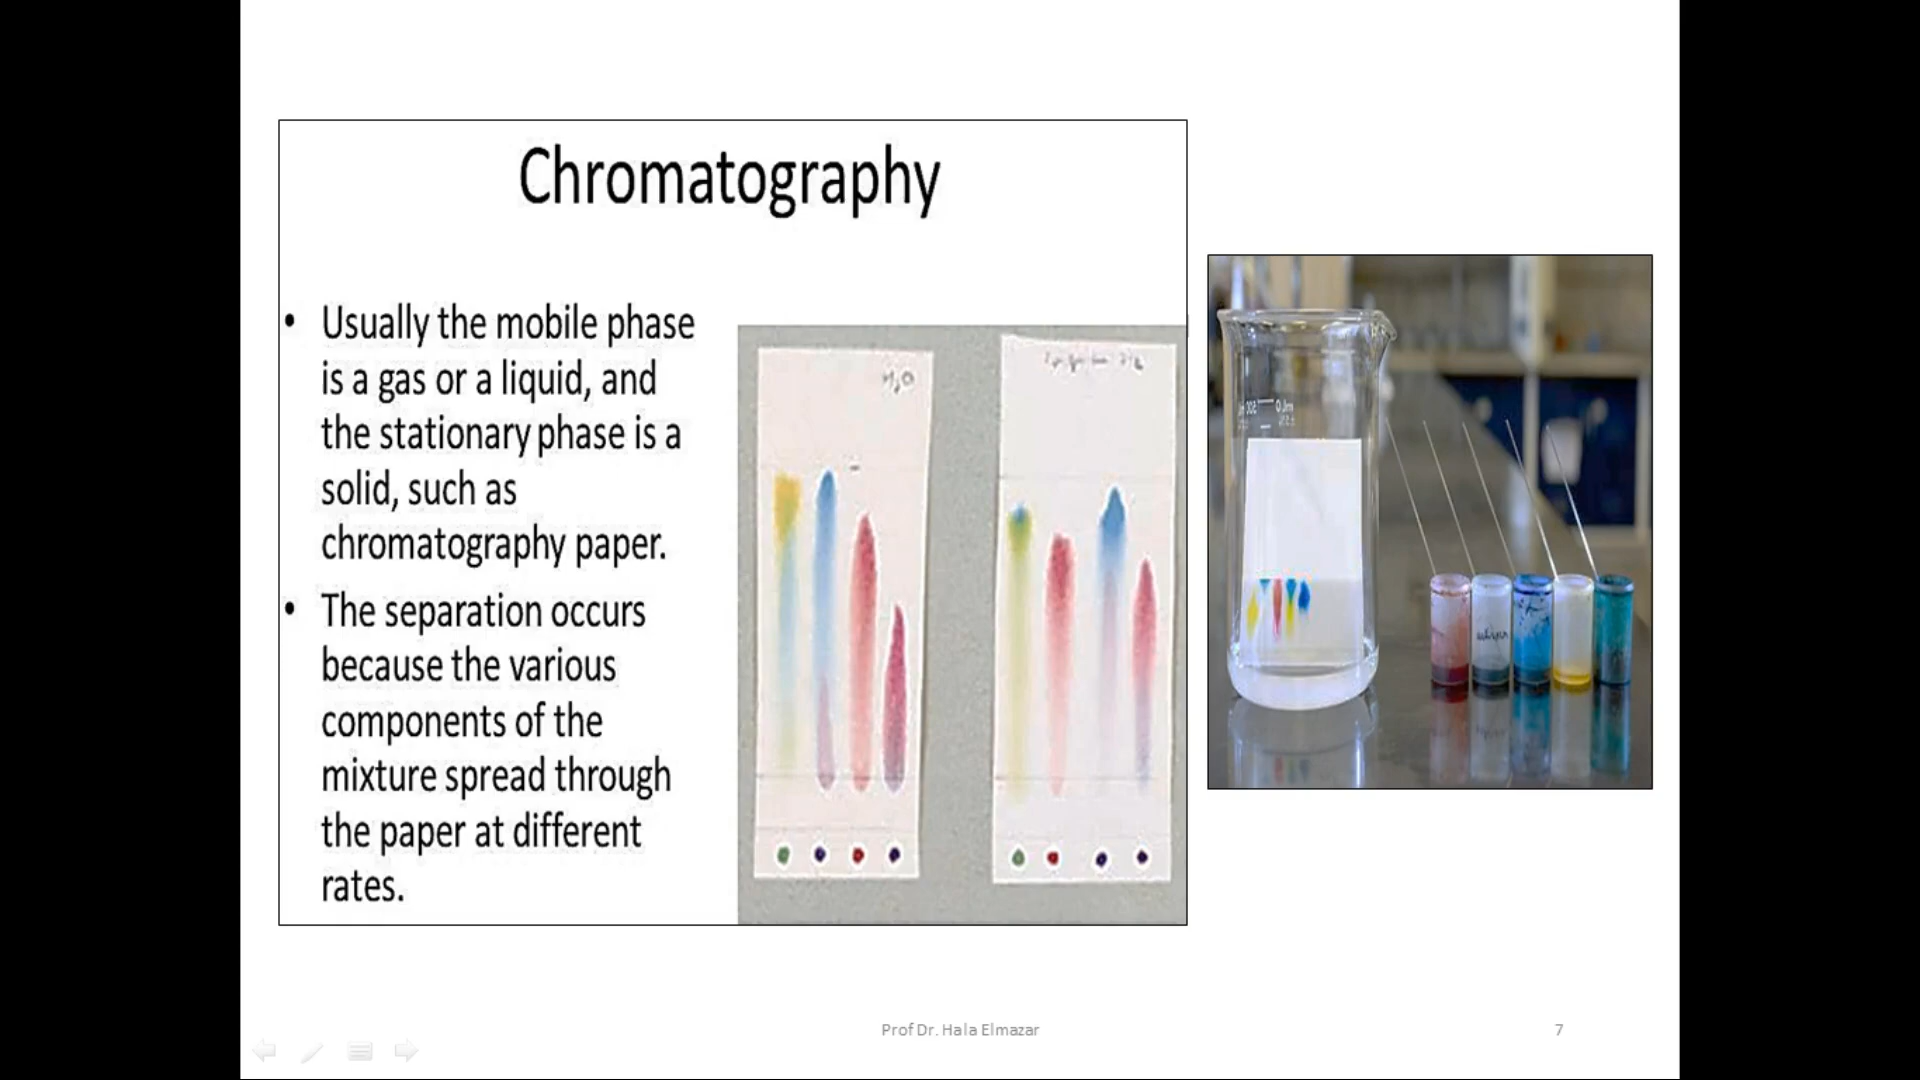 Chromatography
• Usually the mobile phase
is a gas or a liquid, and
the stationary phase is a
solid, such as
chromatography paper.
• The separation occurs
because the various
components of the
mixture spread through
the paper at different
rates.
H₂O
Prof Dr. Hala Elmazar
7